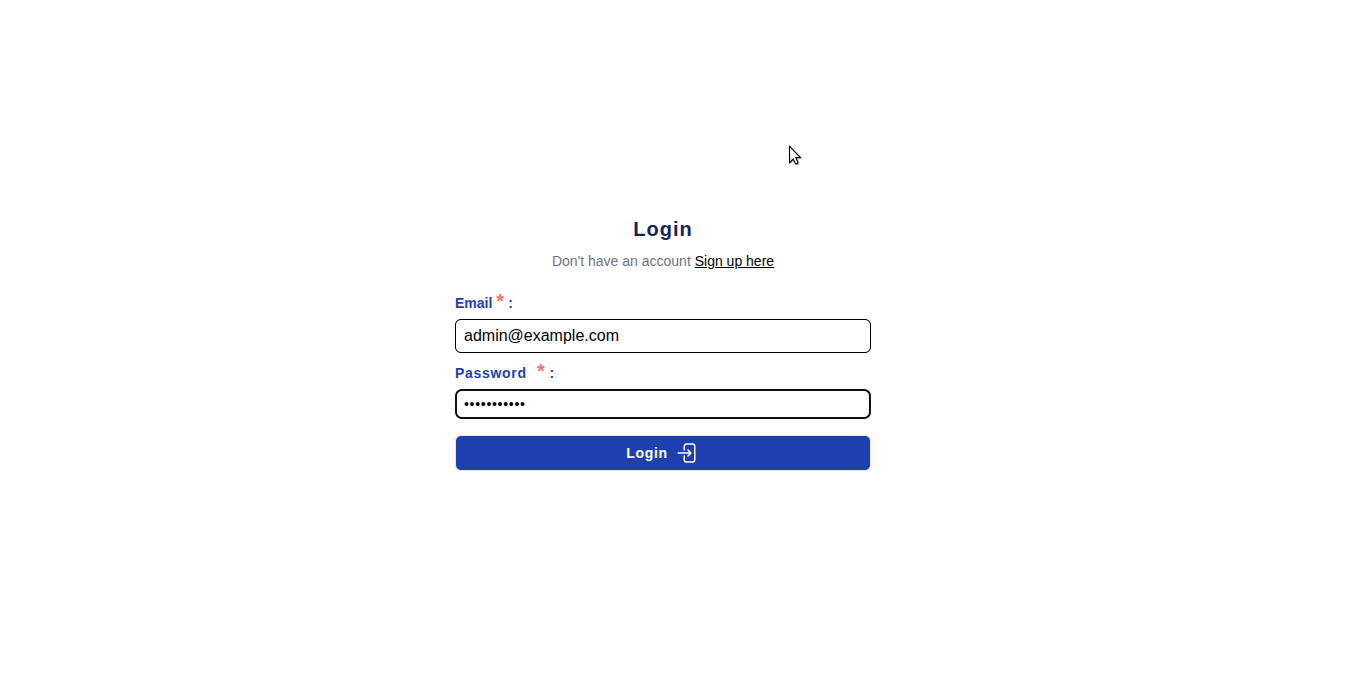 Login
Don't have an account Sign up here
Email * :
admin@example.com
Password * :
•••••••••••
Login